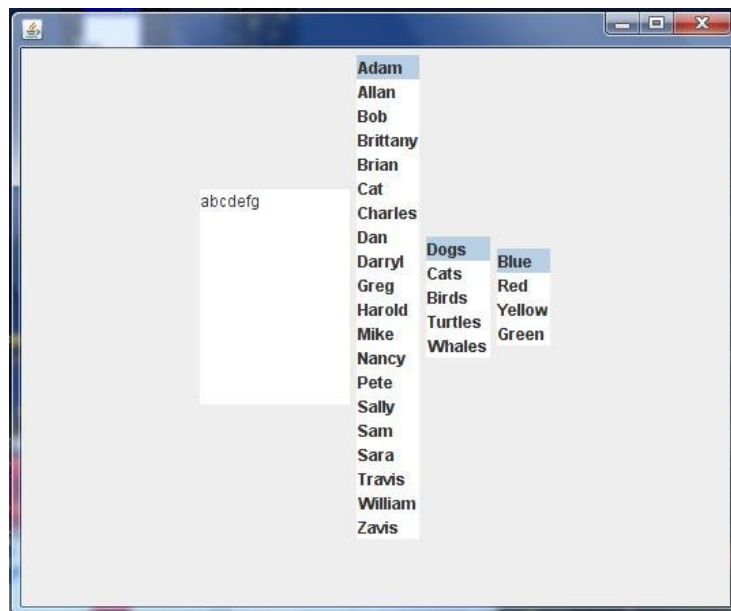 abcdefg
Adam
Allan
Bob
Brittany
Brian
Cat
Charles
Dan
Darryl
Greg
Harold
Mike
Nancy
Pete
Sally
Sam
Sara
Travis
William
Zavis
Dogs
Cats
Birds
Turtles
Whales
Blue
Red
Yellow
Green